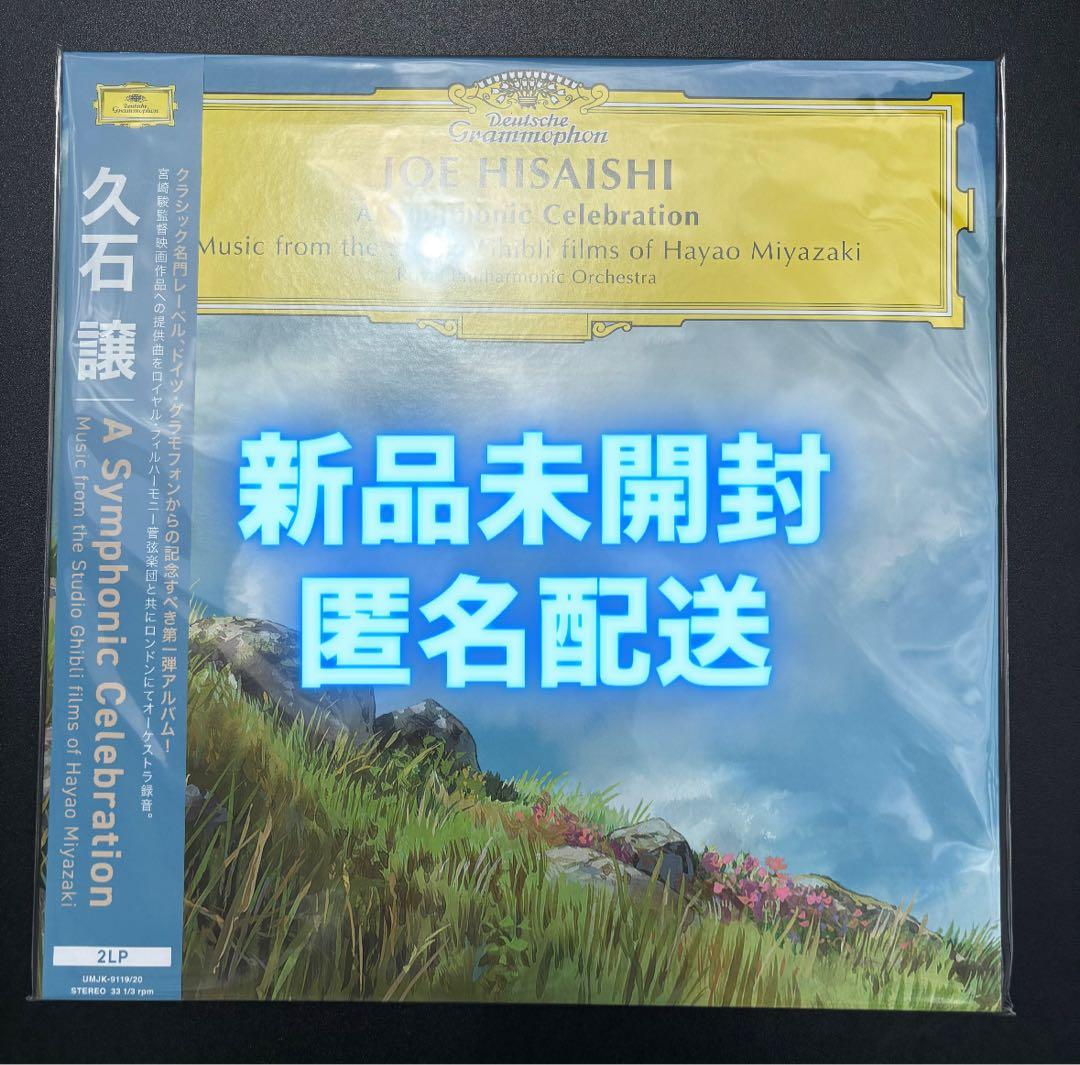 Deutsche
Grammophon
久石 譲
A Symphonic Celebration
Music from the Studio Ghibli films of Hayao Miyazaki
クラシック名門レーベル、ドイツ・グラモフォンからの記念すべき第一弾アルバム！
宮崎駿監督映画作品への提供曲をロイヤル・フィルハーモニー管弦楽団と共にロンドンにてオーケストラ録音。
2LP
UMJK-9119/20
STEREO 33 1/3 rpm
Deutsche
Grammophon
JOE HISAISHI
A Symphonic Celebration
Music from the Ghibli films of Hayao Miyazaki
Philharmonic Orchestra
新品未開封
匿名配送